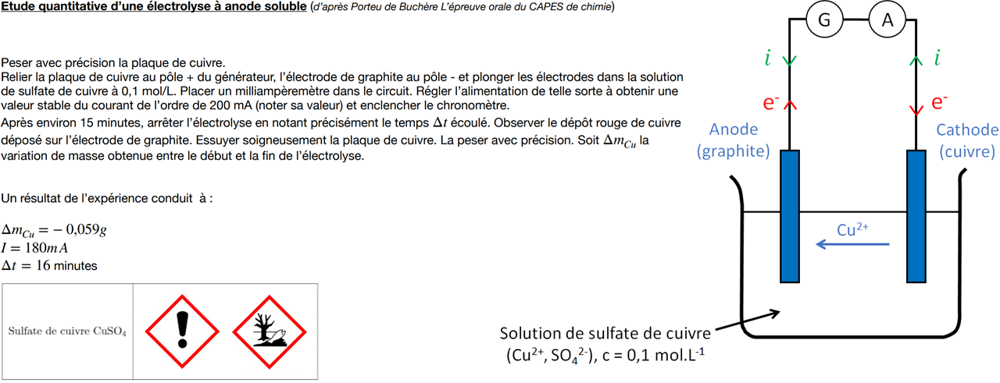 Etude quantitative d’une électrolyse à anode soluble (d’après Porteu de Buchère L’épreuve orale du CAPES de chimie)
Peser avec précision la plaque de cuivre.
Relier la plaque de cuivre au pôle + du générateur, l’électrode de graphite au pôle - et plonger les électrodes dans la solution
de sulfate de cuivre à 0,1 mol/L. Placer un milliampèremètre dans le circuit. Régler l’alimentation de telle sorte à obtenir une
valeur stable du courant de l’ordre de 200 mA (noter sa valeur) et enclencher le chronomètre.
Après environ 15 minutes, arrêter l’électrolyse en notant précisément le temps Δt écoulé. Observer le dépôt rouge de cuivre
déposé sur l’électrode de graphite. Essuyer soigneusement la plaque de cuivre. La peser avec précision. Soit Δm_Cu la
variation de masse obtenue entre le début et la fin de l’électrolyse.
Un résultat de l’expérience conduit à :
Δm_Cu = − 0,059g
I = 180mA
Δt = 16 minutes
Sulfate de cuivre CuSO₄
G
A
i
i
e⁻
e⁻
Anode
(graphite)
Cathode
(cuivre)
Cu²⁺
Solution de sulfate de cuivre
(Cu²⁺, SO₄²⁻), c = 0,1 mol.L⁻¹